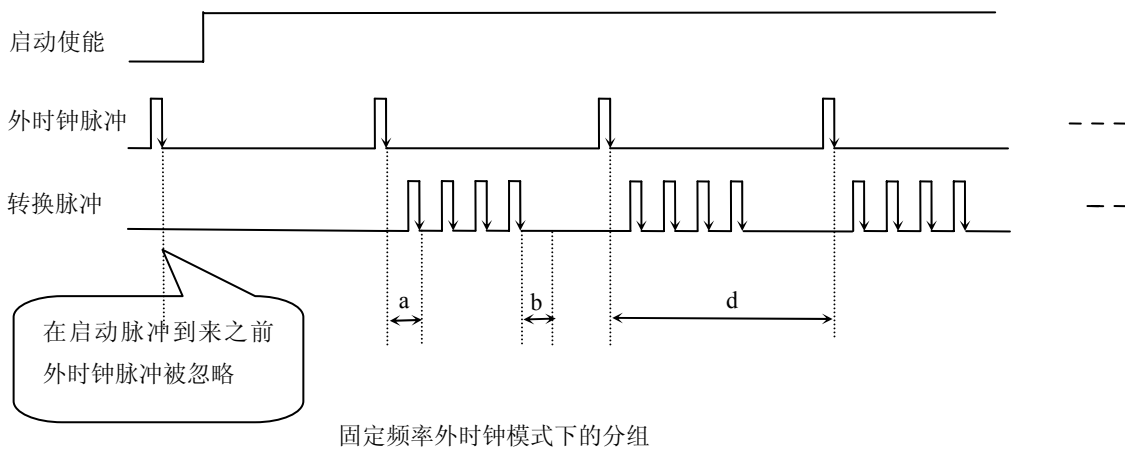 启动使能
外时钟脉冲
转换脉冲
a
b
d
在启动脉冲到来之前
外时钟脉冲被忽略
固定频率外时钟模式下的分组